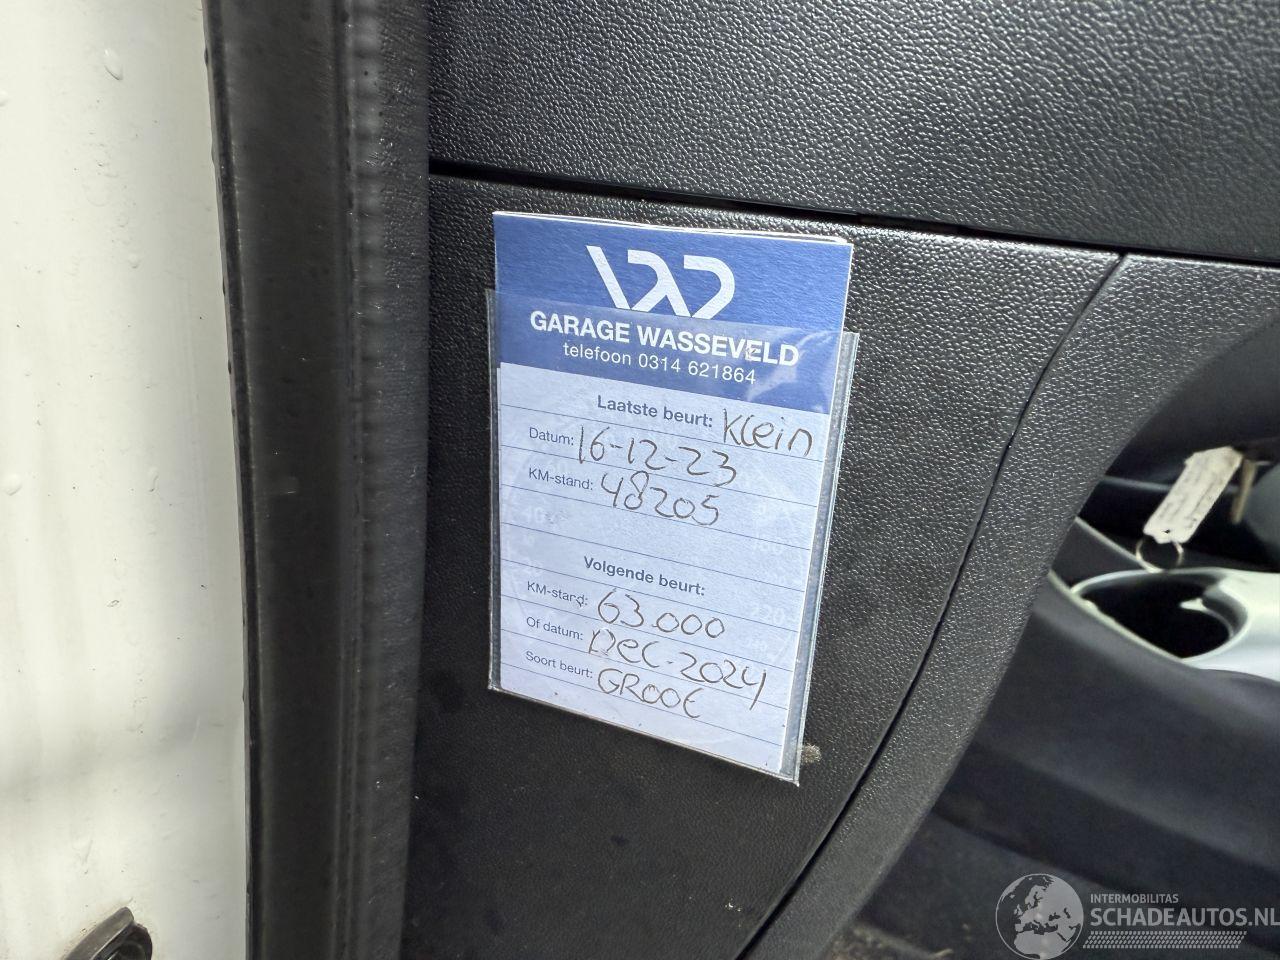 GARAGE WASSEVELD
telefoon 0314 621864
Laatste beurt: Klein
Datum: 16-12-23
KM-stand: 48205
Volgende beurt:
KM-stand: 63.000
Of datum: Dec-2024
Soort beurt: GROOt
INTERMOBILITAS
SCHADEAUTOS.NL